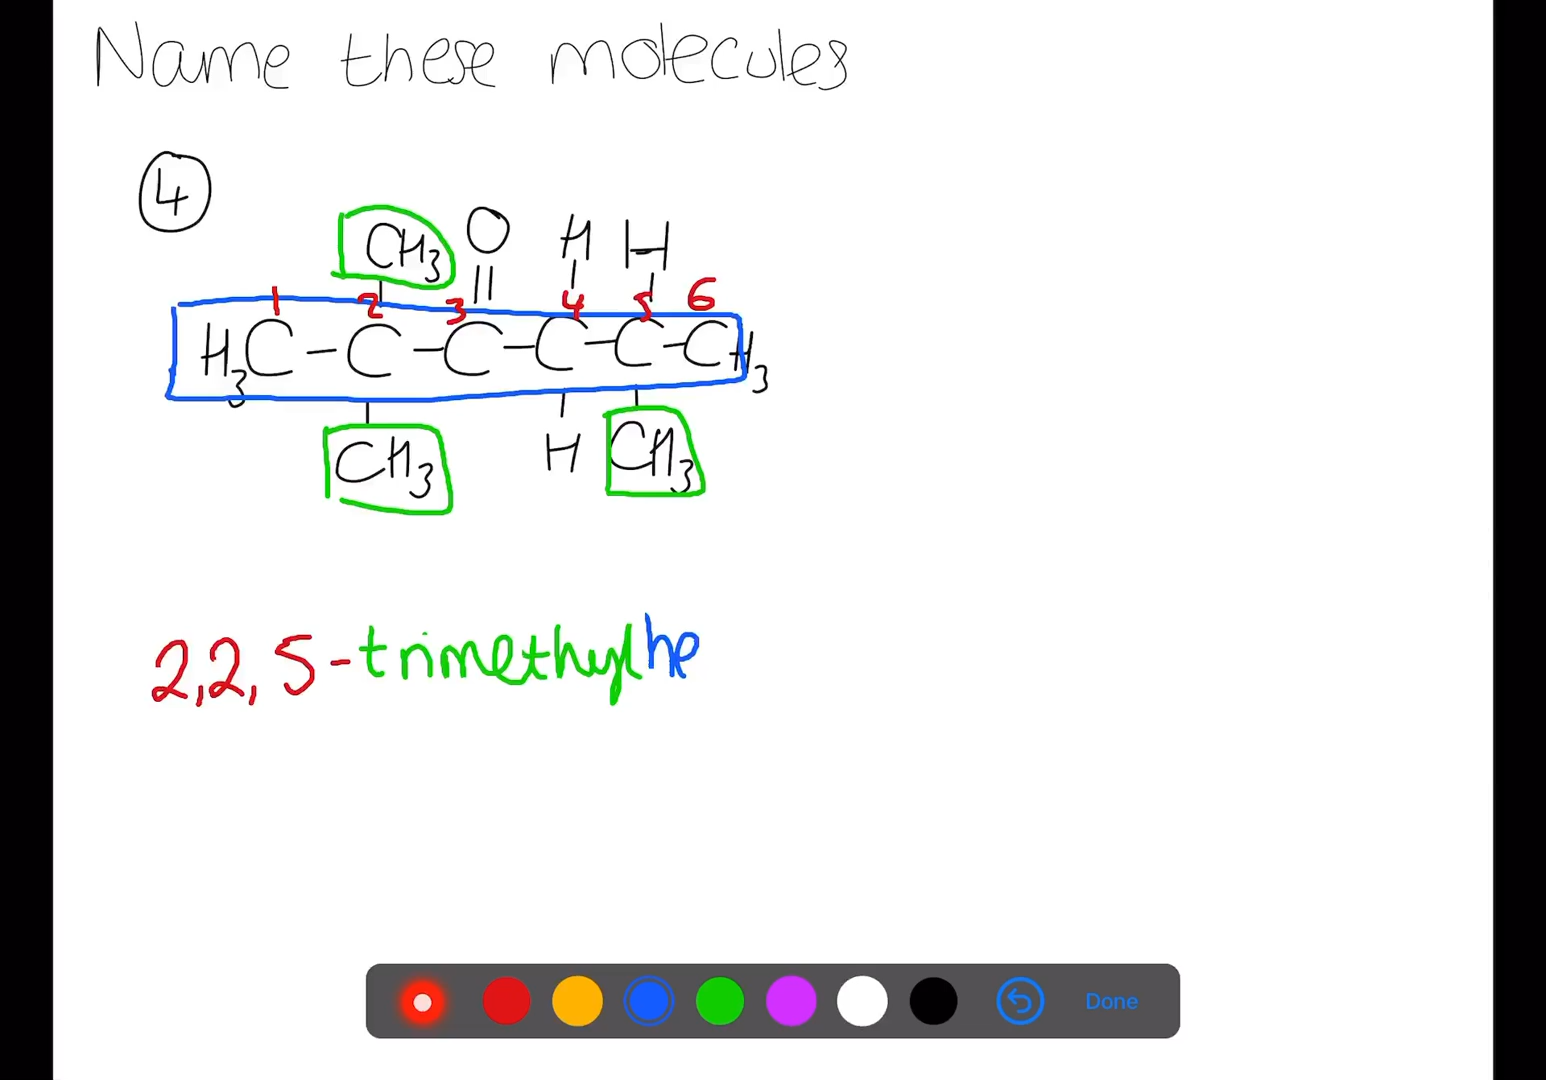 Name these molecules
4
CH3 O H H
1 2 3 4 5 6
H3C-C-C-C-C-CH3
CH3 H CH3
2,2,5-trimethylhe
Done